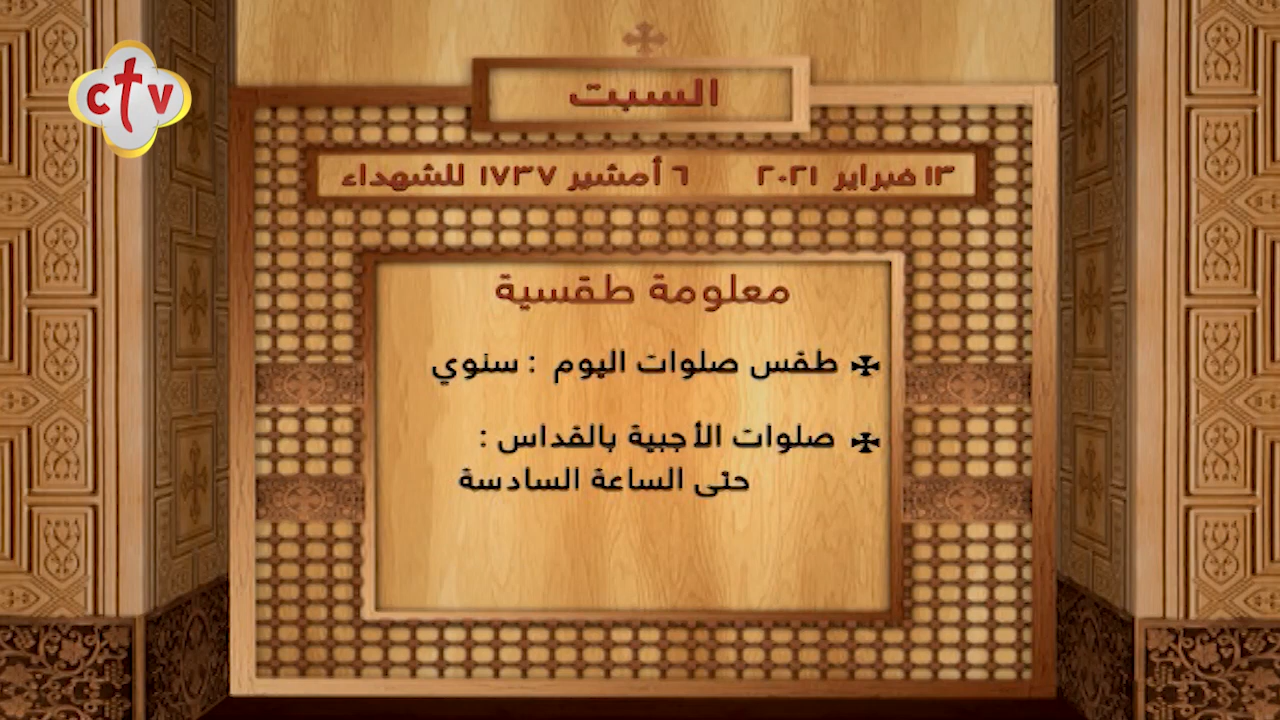 ctv
السبت
١٣ فبراير ٢٠٢١ ٦ أمشير ١٧٣٧ للشهداء
معلومة طقسية
طقس صلوات اليوم : سنوي
صلوات الأجبية بالقداس :
حتى الساعة السادسة